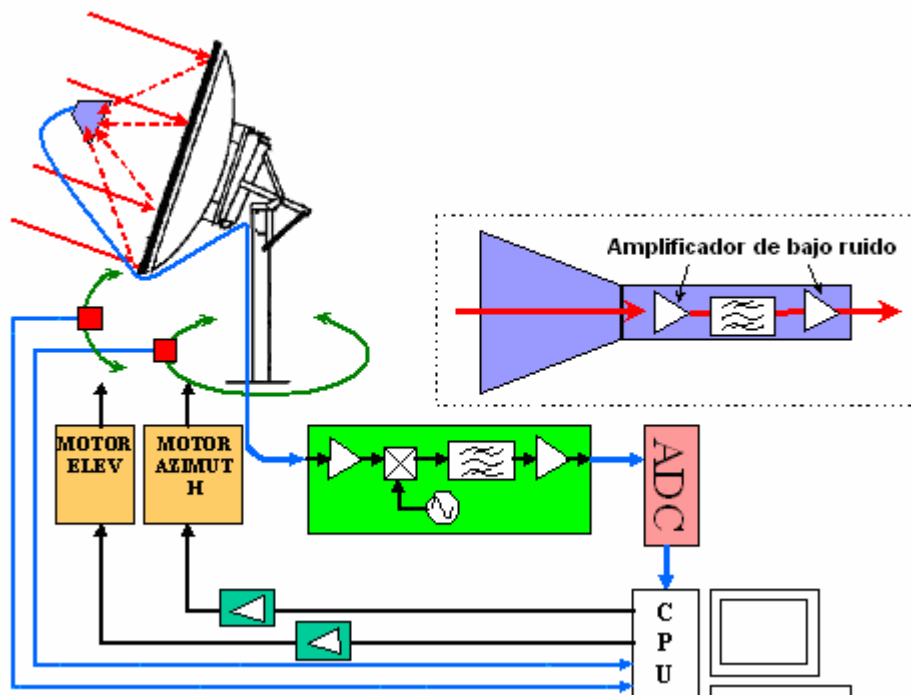 Amplificador de bajo ruido
MOTOR
ELEV
MOTOR
AZIMUT
H
ADC
C
P
U